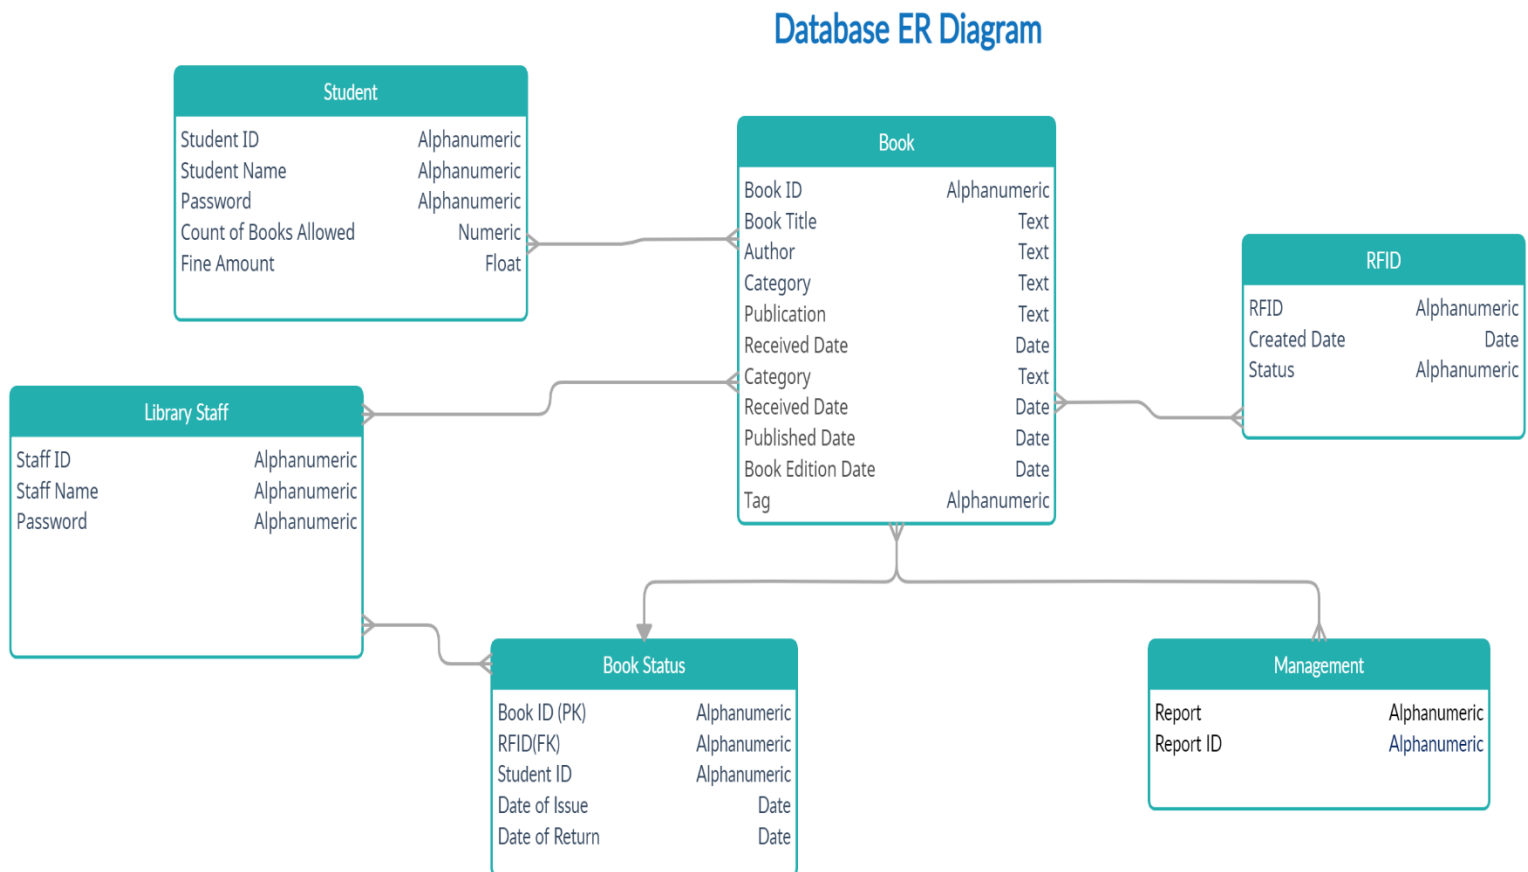 Database ER Diagram
Student
Student ID Alphanumeric
Student Name Alphanumeric
Password Alphanumeric
Count of Books Allowed Numeric
Fine Amount Float
Book
Book ID Alphanumeric
Book Title Text
Author Text
Category Text
Publication Text
Received Date Date
Category Text
Received Date Date
Published Date Date
Book Edition Date Date
Tag Alphanumeric
RFID
RFID Alphanumeric
Created Date Date
Status Alphanumeric
Library Staff
Staff ID Alphanumeric
Staff Name Alphanumeric
Password Alphanumeric
Book Status
Book ID (PK) Alphanumeric
RFID(FK) Alphanumeric
Student ID Alphanumeric
Date of Issue Date
Date of Return Date
Management
Report Alphanumeric
Report ID Alphanumeric